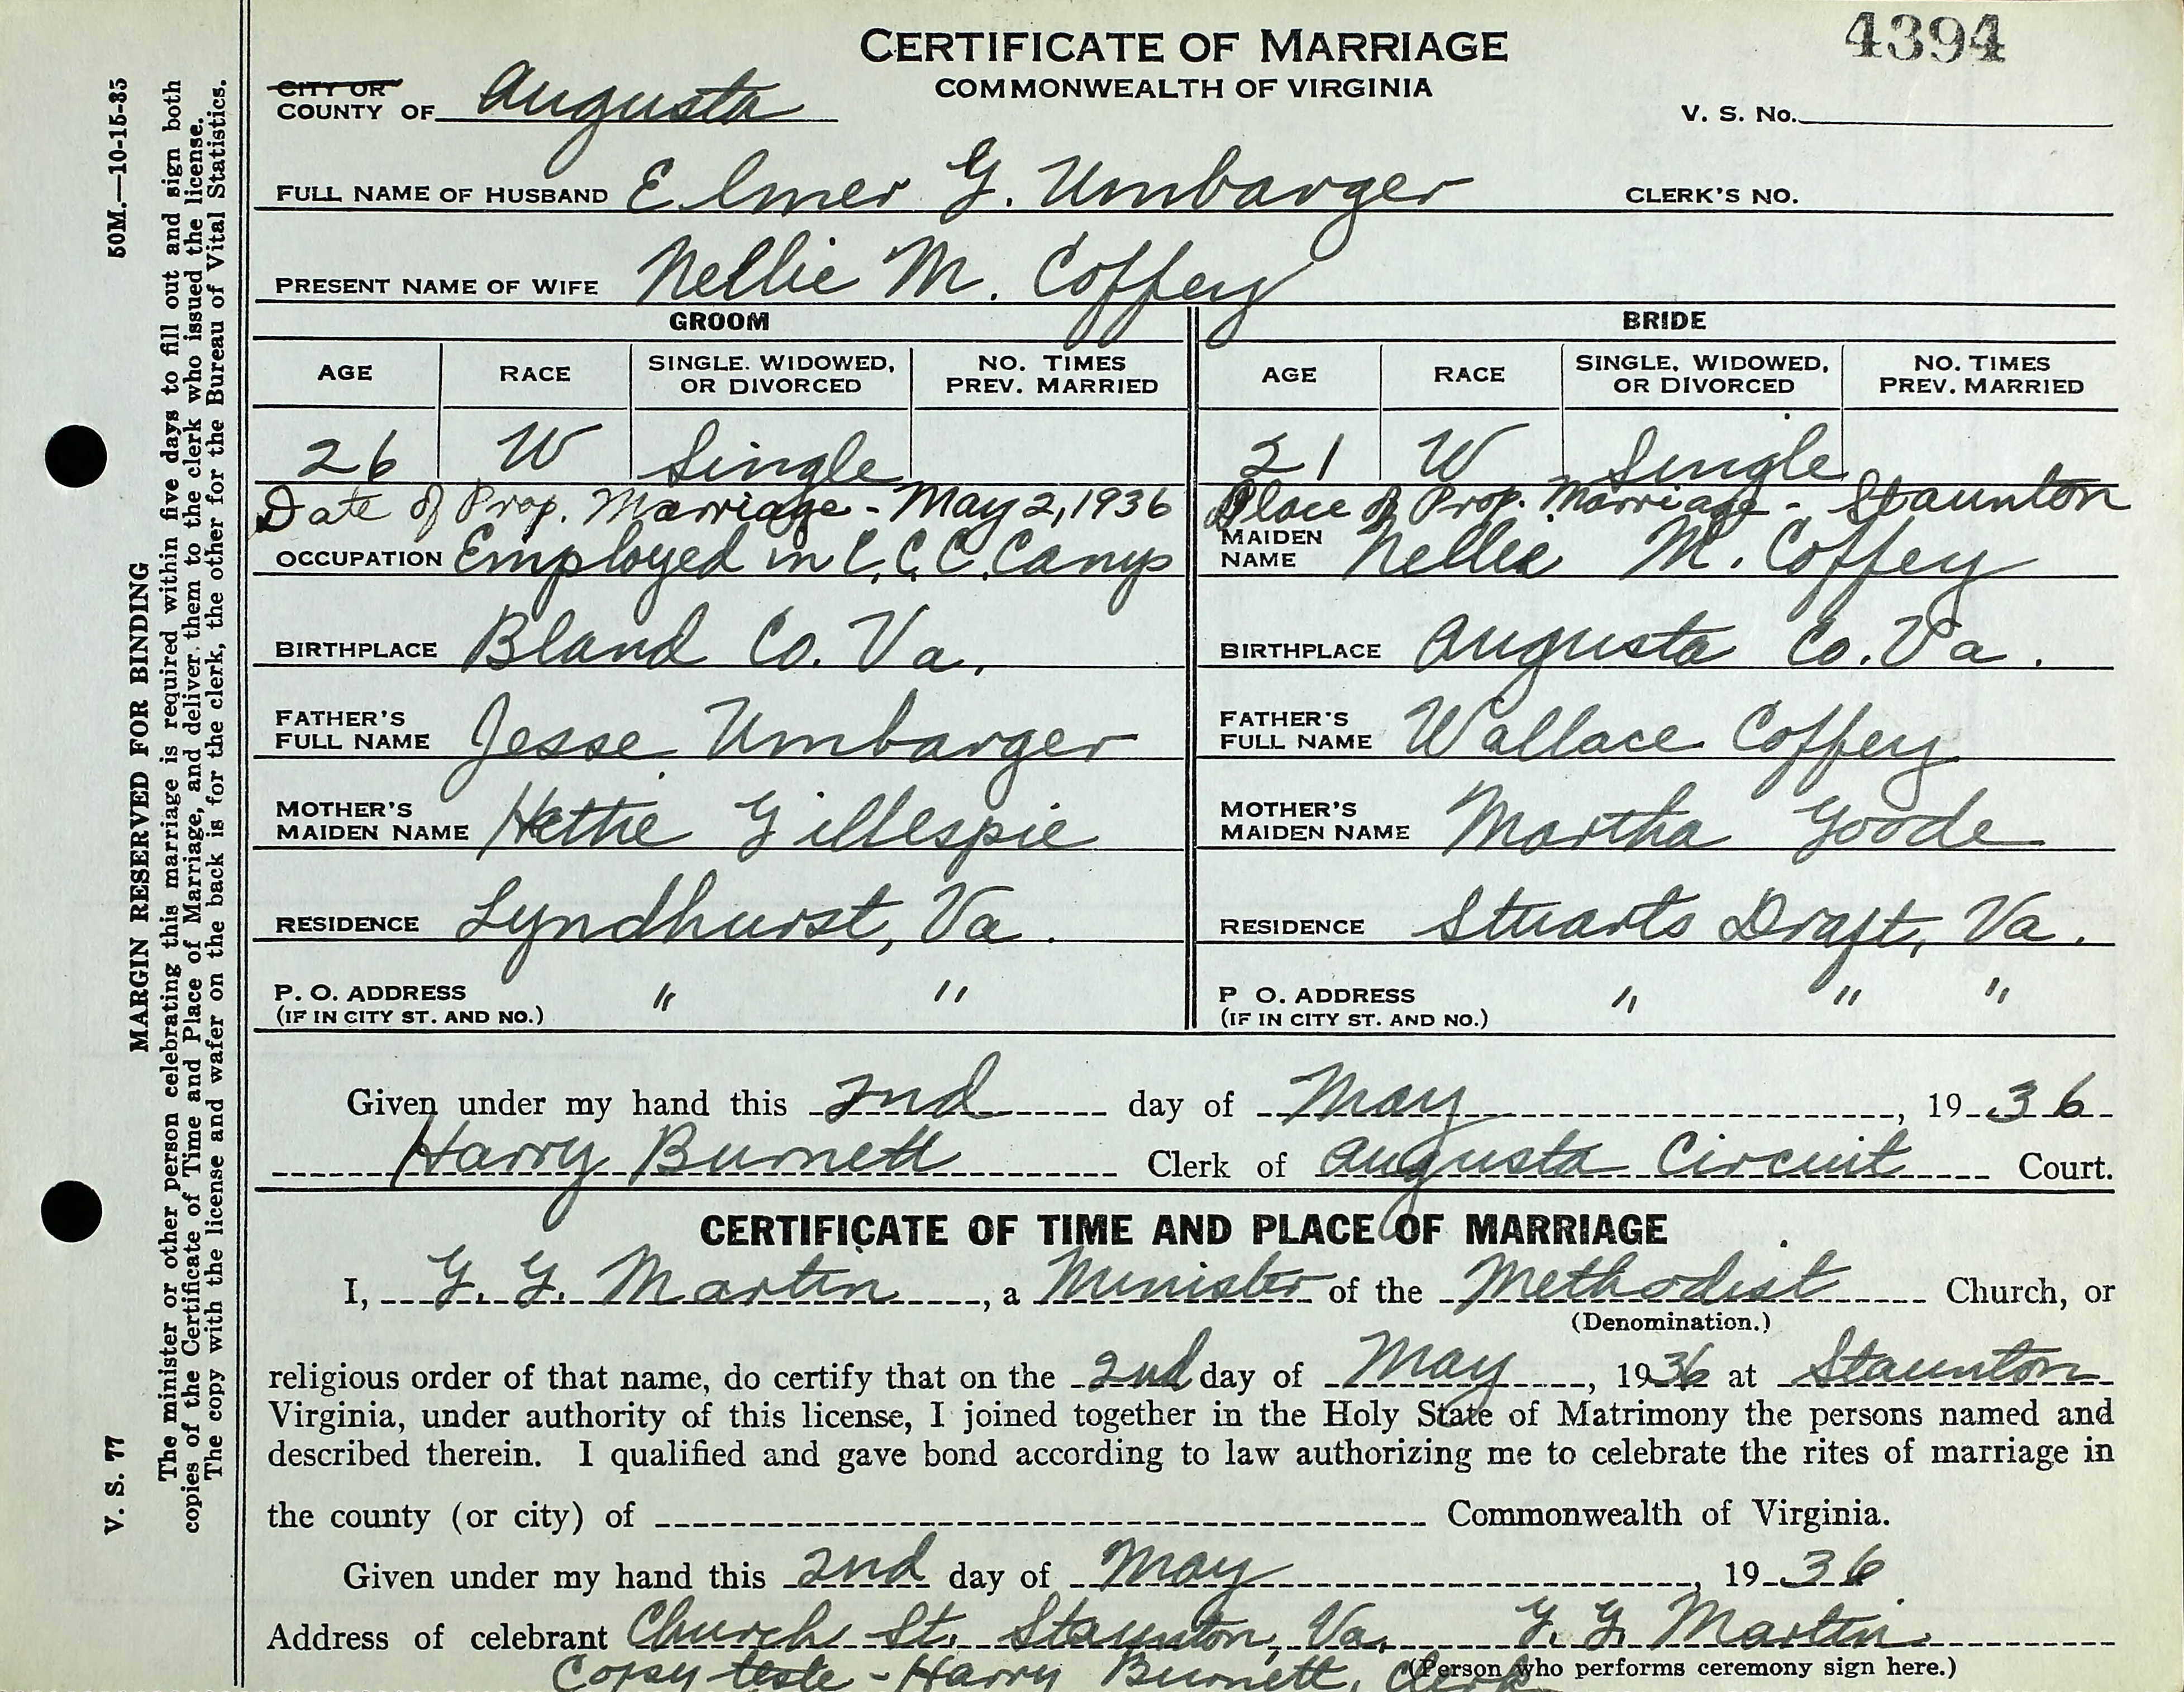 4394
CERTIFICATE OF MARRIAGE
COMMONWEALTH OF VIRGINIA
CITY OR
COUNTY OF Augusta
V. S. No.
FULL NAME OF HUSBAND Elmer G. Umbarger CLERK'S NO.
PRESENT NAME OF WIFE Nellie M. Coffey
GROOM BRIDE
AGE RACE SINGLE. WIDOWED, OR DIVORCED NO. TIMES PREV. MARRIED AGE RACE SINGLE. WIDOWED, OR DIVORCED NO. TIMES PREV. MARRIED
26 W Single 21 W Single
Date of Prop. Marriage - May 2, 1936 Place of Prop. Marriage - Staunton
OCCUPATION Employed in C.C.C. Camp MAIDEN NAME Nellie M. Coffey
BIRTHPLACE Bland Co. Va. BIRTHPLACE Augusta Co. Va.
FATHER'S FULL NAME Jesse Umbarger FATHER'S FULL NAME Wallace Coffey
MOTHER'S MAIDEN NAME Hettie Gillespie MOTHER'S MAIDEN NAME Martha Goode
RESIDENCE Lyndhurst, Va. RESIDENCE Stuarts Draft, Va.
P. O. ADDRESS " " P O. ADDRESS " " "
(IF IN CITY ST. AND NO.) (IF IN CITY ST. AND NO.)
Given under my hand this 2nd day of May, 1936
Harry Burnett Clerk of Augusta Circuit Court.
CERTIFICATE OF TIME AND PLACE OF MARRIAGE
I, G. G. Martin, a Minister of the Methodist Church, or
(Denomination.)
religious order of that name, do certify that on the 2nd day of May, 1936 at Staunton
Virginia, under authority of this license, I joined together in the Holy State of Matrimony the persons named and
described therein. I qualified and gave bond according to law authorizing me to celebrate the rites of marriage in
the county (or city) of Commonwealth of Virginia.
Given under my hand this 2nd day of May, 1936
Address of celebrant Church St. Staunton, Va. G. G. Martin
(Person who performs ceremony sign here.)
Copy teste - Harry Burnett, Clerk
V. S. 77 MARGIN RESERVED FOR BINDING 50M.—10-15-35
The minister or other person celebrating this marriage is required within five days to fill out and sign both
copies of the Certificate of Time and Place of Marriage, and deliver them to the clerk who issued the license.
The copy with the license and wafer on the back is for the clerk, the other for the Bureau of Vital Statistics.